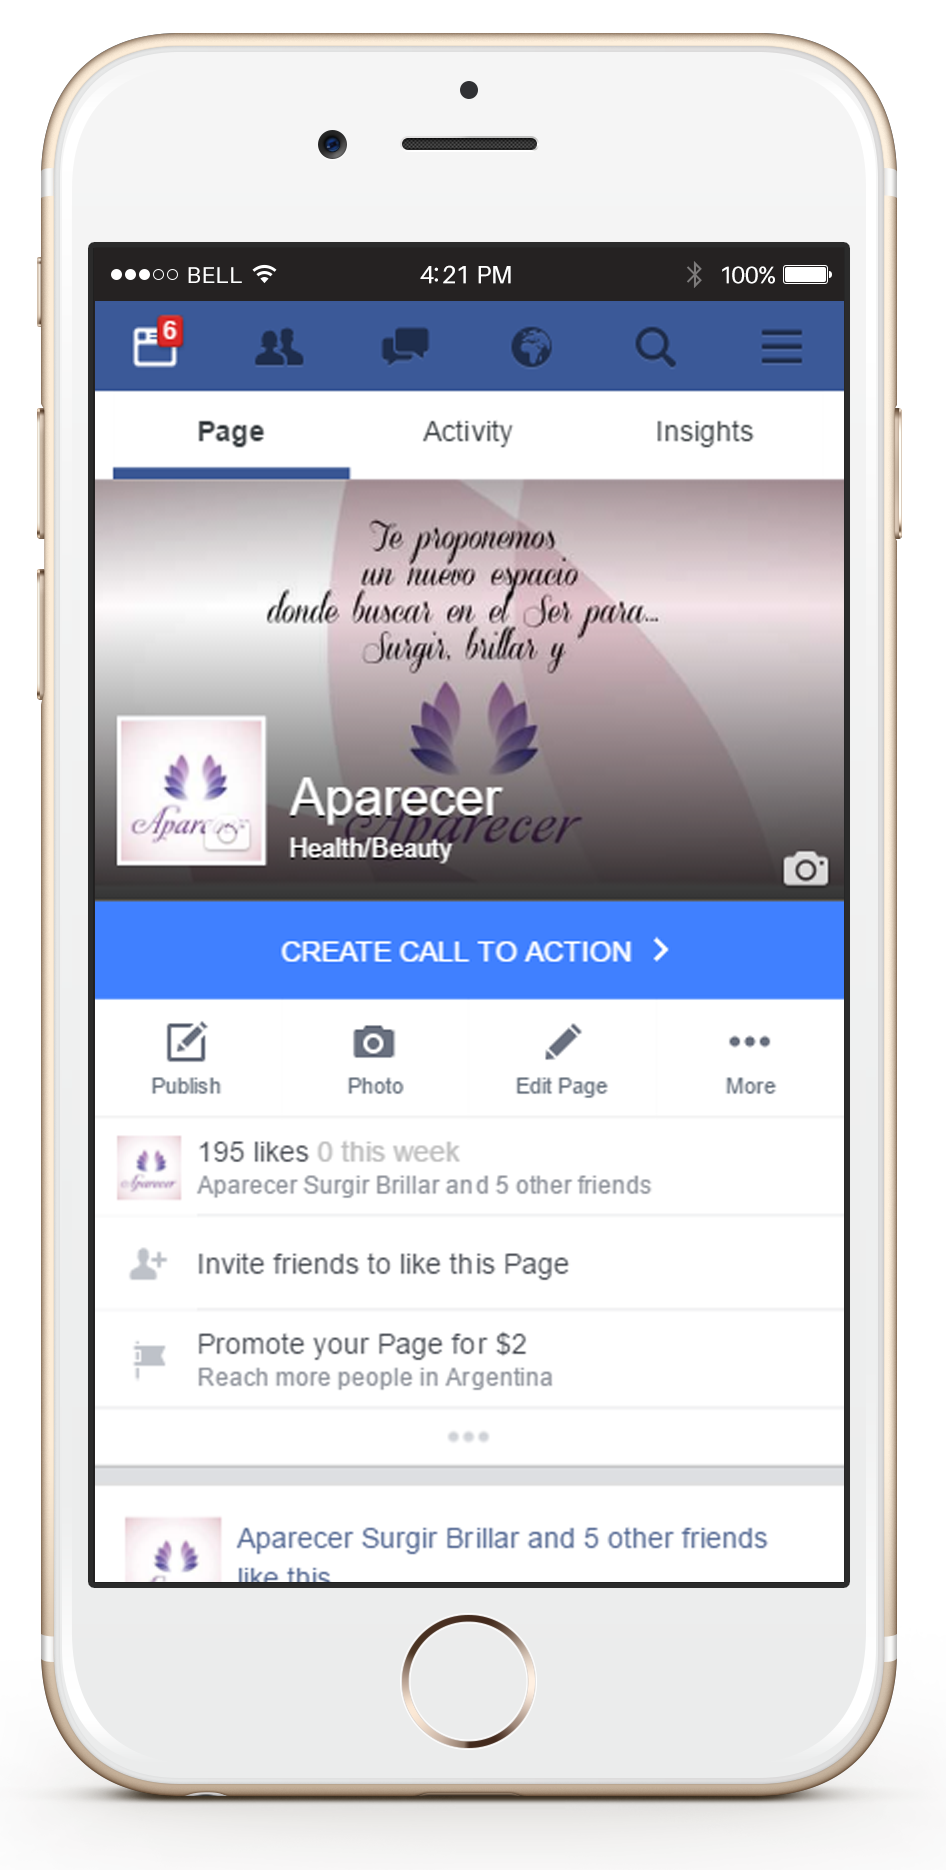 BELL 4:21 PM 100%
6
Page Activity Insights
Te proponemos
un nuevo espacio
donde buscar en el Ser para...
Surgir, brillar y
Aparecer
Aparecer
Aparecer
Health/Beauty
CREATE CALL TO ACTION
Publish Photo Edit Page More
195 likes 0 this week
Aparecer
Aparecer Surgir Brillar and 5 other friends
Invite friends to like this Page
Promote your Page for $2
Reach more people in Argentina
Aparecer Surgir Brillar and 5 other friends
like this